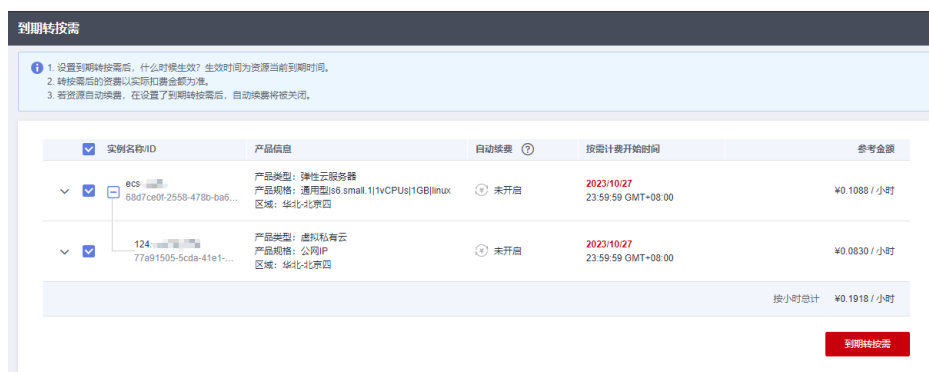 到期转按需
1. 设置到期转按需后，什么时候生效？生效时间为资源当前到期时间。
2. 转按需后的资费以实际扣费金额为准。
3. 若资源自动续费，在设置了到期转按需后，自动续费将被关闭。
实例名称/ID 产品信息 自动续费 按需计费开始时间 参考金额
ecs-
68d7ce0f-2558-478b-ba6...
产品类型：弹性云服务器
产品规格：通用型|s6.small.1|1vCPUs|1GB|linux
区域：华北-北京四
未开启
2023/10/27
23:59:59 GMT+08:00
¥0.1088 / 小时
124.
77a91505-5cda-41e1-...
产品类型：虚拟私有云
产品规格：公网IP
区域：华北-北京四
未开启
2023/10/27
23:59:59 GMT+08:00
¥0.0830 / 小时
按小时总计 ¥0.1918 / 小时
到期转按需